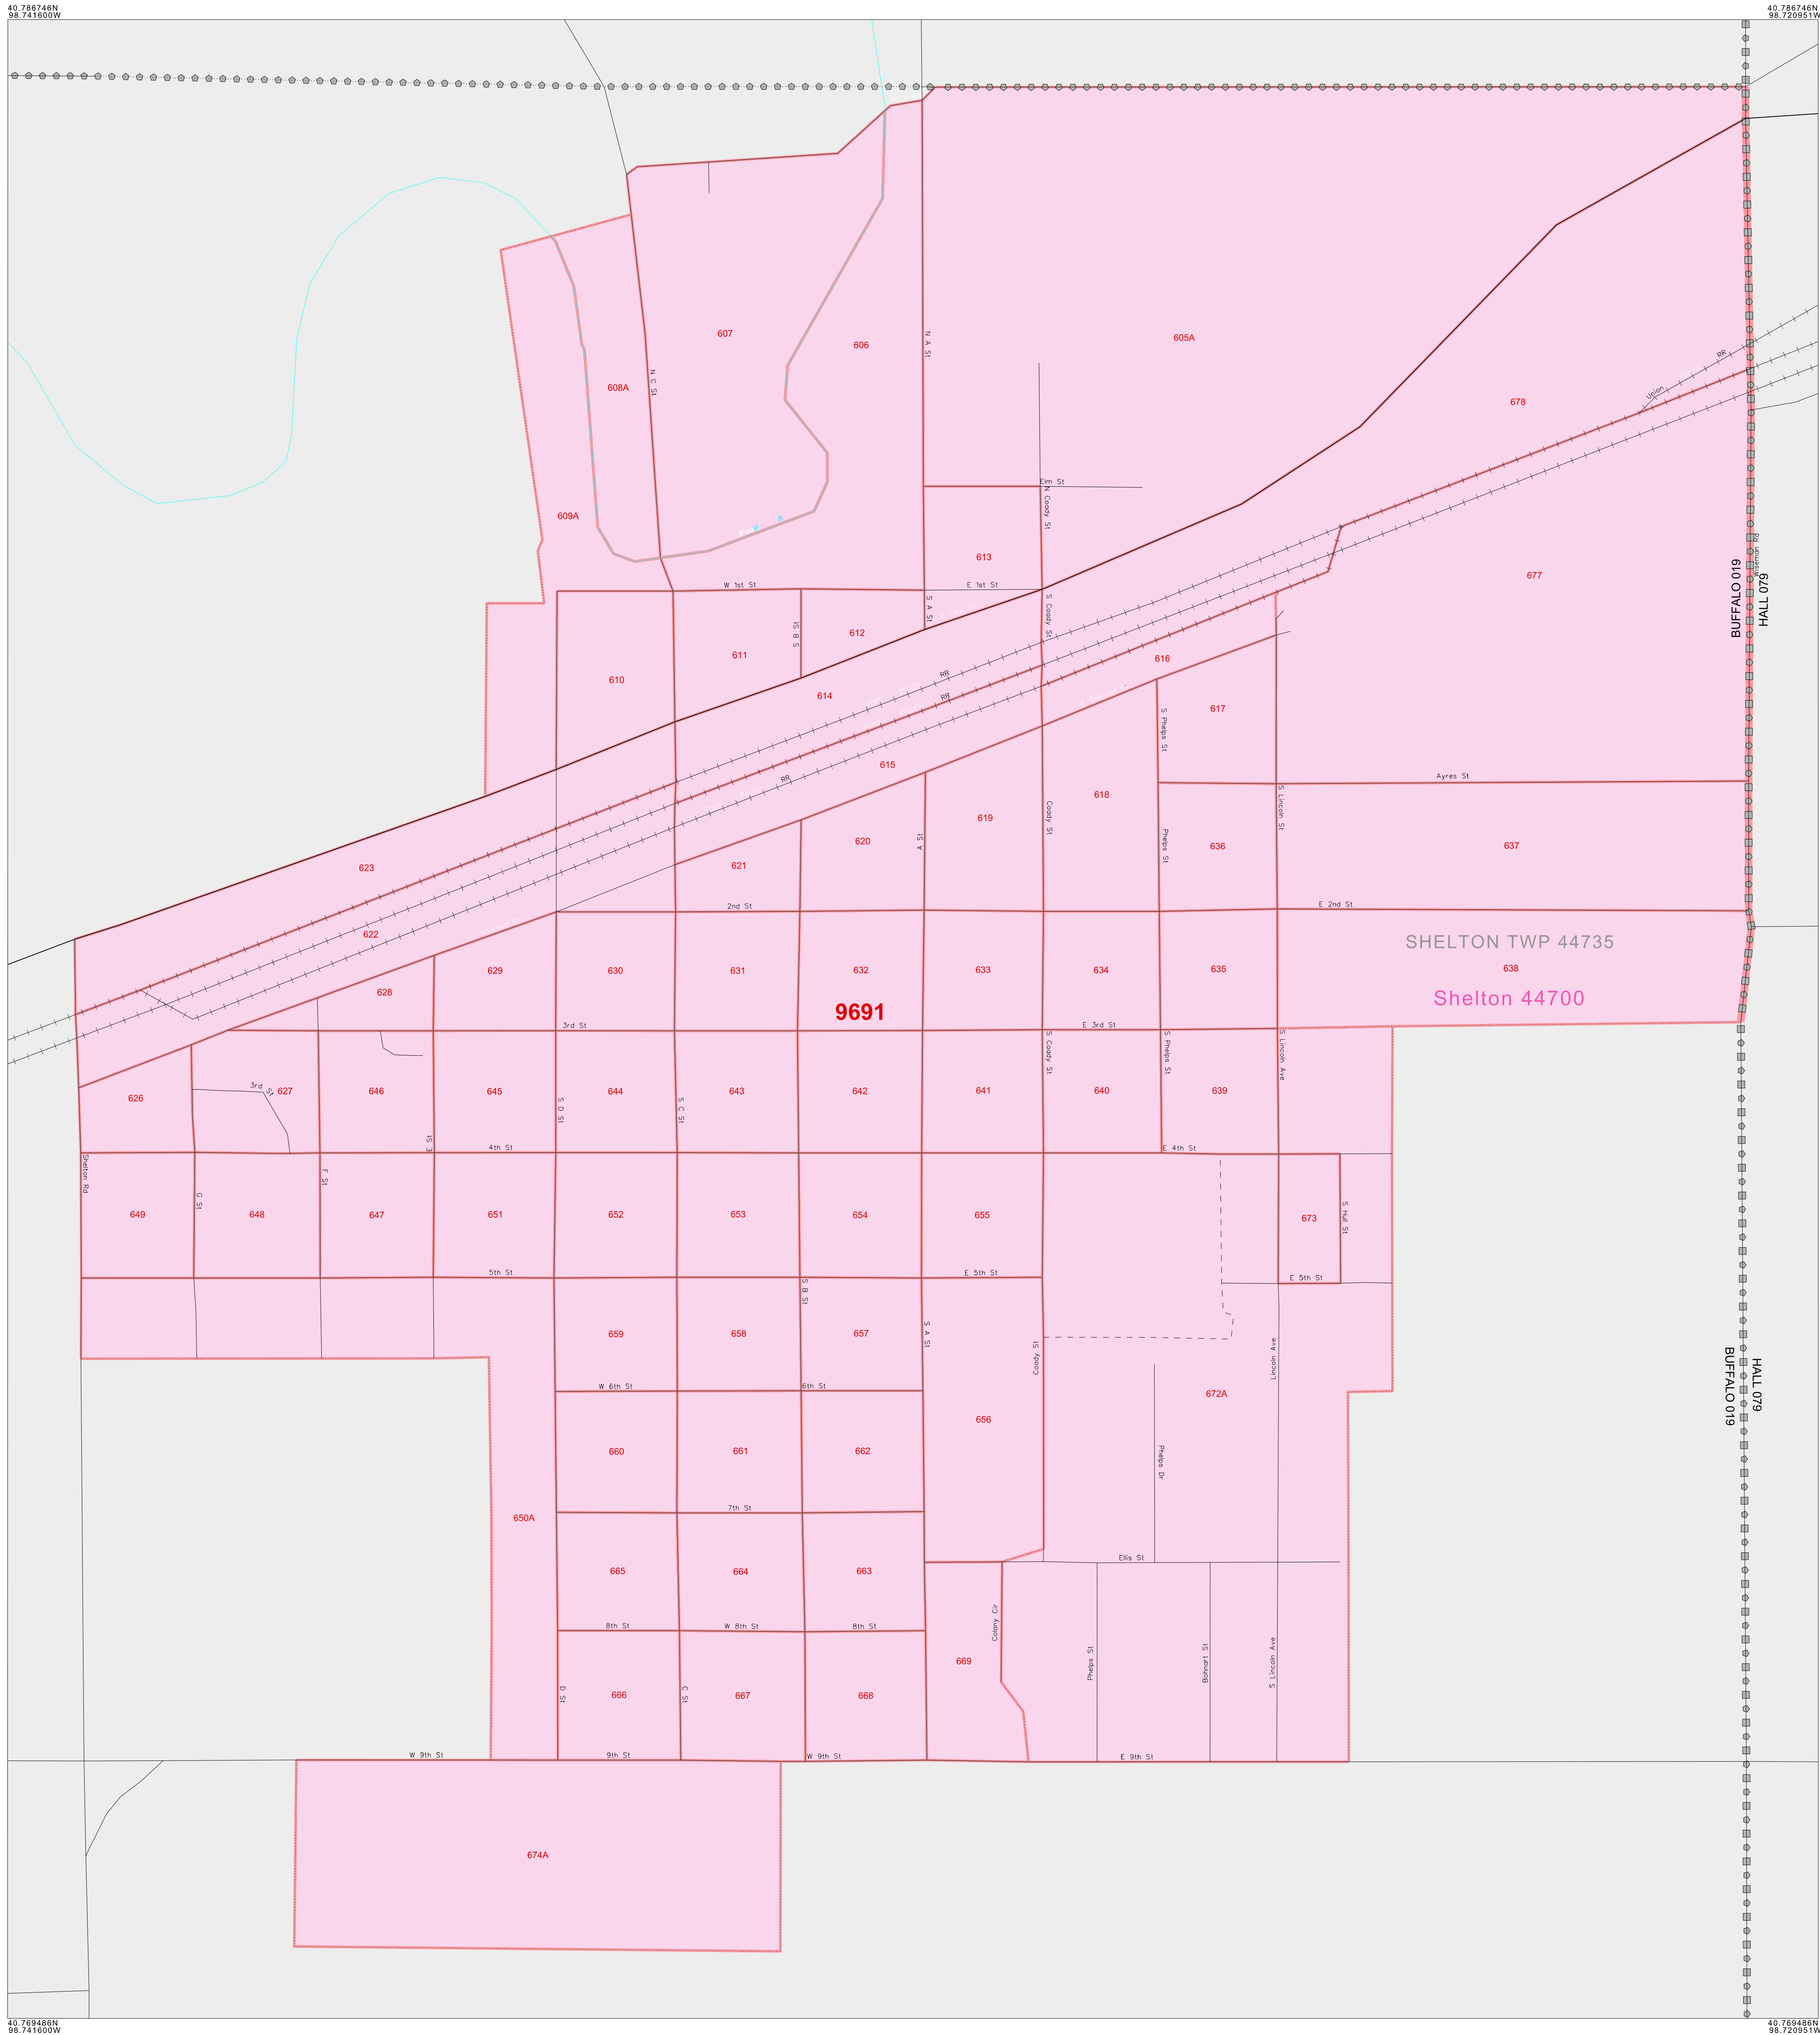 40.786746N
98.741600W
40.786746N
98.720951W
607
606
N A St
605A
608A
N C St
678
RR
Union
609A
Elm St
N Coady St
613
677
BUFFALO 019
HALL 079
W 1st St
E 1st St
S A St
S Coady St
S B St
612
611
616
610
RR
RR
614
617
S Phelps St
615
RR
Ayres St
S Lincoln St
618
Coady St
619
A St
620
Phelps St
636
637
621
623
2nd St
E 2nd St
622
SHELTON TWP 44735
638
Shelton 44700
628
629
630
631
632
633
634
635
9691
3rd St
E 3rd St
S Coady St
S Phelps St
S Lincoln Ave
626
3rd St
627
646
645
644
643
642
641
640
639
S D St
S C St
E St
4th St
E 4th St
Shelton Rd
G St
F St
649
648
647
651
652
653
654
655
673
S Hull St
5th St
E 5th St
E 5th St
S B St
659
658
657
S A St
Coady St
Lincoln Ave
HALL 079
BUFFALO 019
W 6th St
6th St
672A
656
660
661
662
Phelps Dr
7th St
650A
Ellis St
665
664
663
8th St
W 8th St
8th St
Colony Cir
669
Phelps St
Bohnart St
S Lincoln Ave
D St
C St
666
667
668
W 9th St
9th St
W 9th St
E 9th St
674A
40.769486N
98.741600W
40.769486N
98.720951W